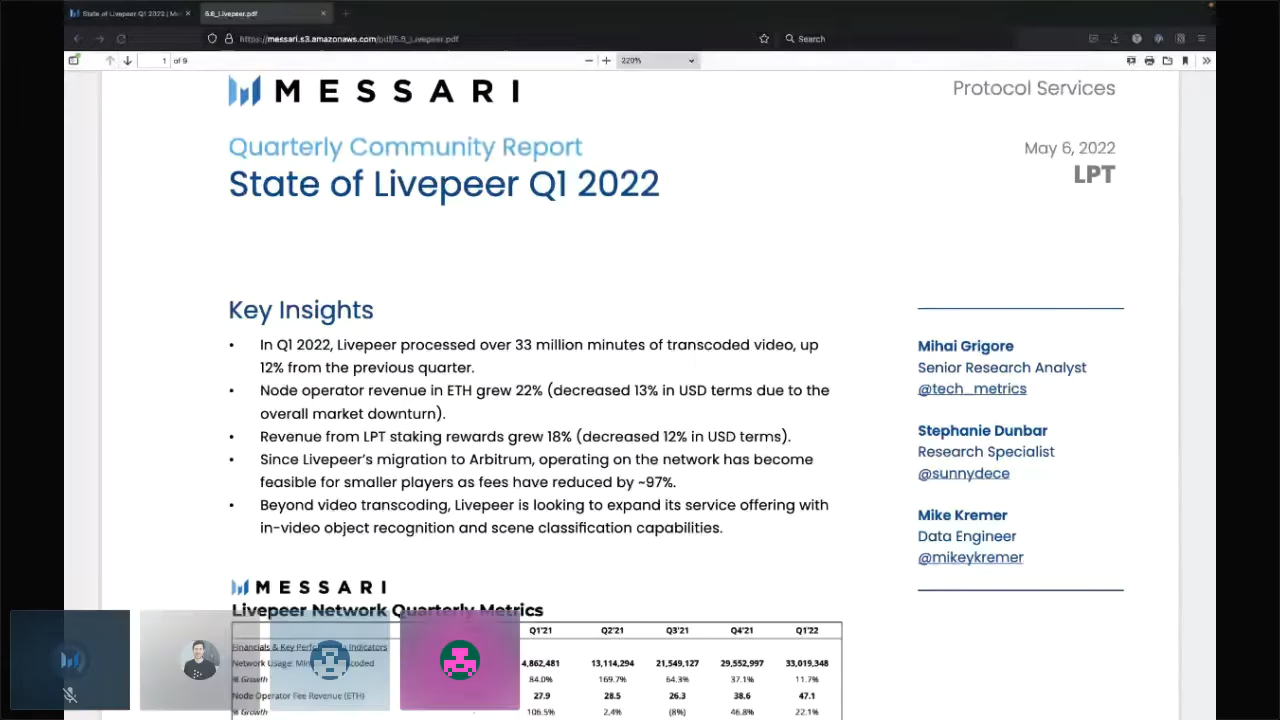 State of Livepeer Q1 2022 | M
5.6_Livepeer.pdf
https://messari.s3.amazonaws.com/pdf/5.6_Livepeer.pdf
Search
1 of 9
220%
MESSARI
Protocol Services
Quarterly Community Report
May 6, 2022
State of Livepeer Q1 2022
LPT
Key Insights
• In Q1 2022, Livepeer processed over 33 million minutes of transcoded video, up
12% from the previous quarter.
• Node operator revenue in ETH grew 22% (decreased 13% in USD terms due to the
overall market downturn).
• Revenue from LPT staking rewards grew 18% (decreased 12% in USD terms).
• Since Livepeer’s migration to Arbitrum, operating on the network has become
feasible for smaller players as fees have reduced by ~97%.
• Beyond video transcoding, Livepeer is looking to expand its service offering with
in-video object recognition and scene classification capabilities.
Mihai Grigore
Senior Research Analyst
@tech_metrics
Stephanie Dunbar
Research Specialist
@sunnydece
Mike Kremer
Data Engineer
@mikeykremer
MESSARI
Livepeer Network Quarterly Metrics
Q1'21 Q2'21 Q3'21 Q4'21 Q1'22
Financials & Key Indicators
Network Usage: 4,862,481 13,114,294 21,549,127 29,552,997 33,019,348
% Growth 84.0% 169.7% 64.3% 37.1% 11.7%
Node Operator Fee Revenue (ETH) 27.9 28.5 26.3 38.6 47.1
% Growth 106.5% 2.4% (8%) 46.8% 22.1%